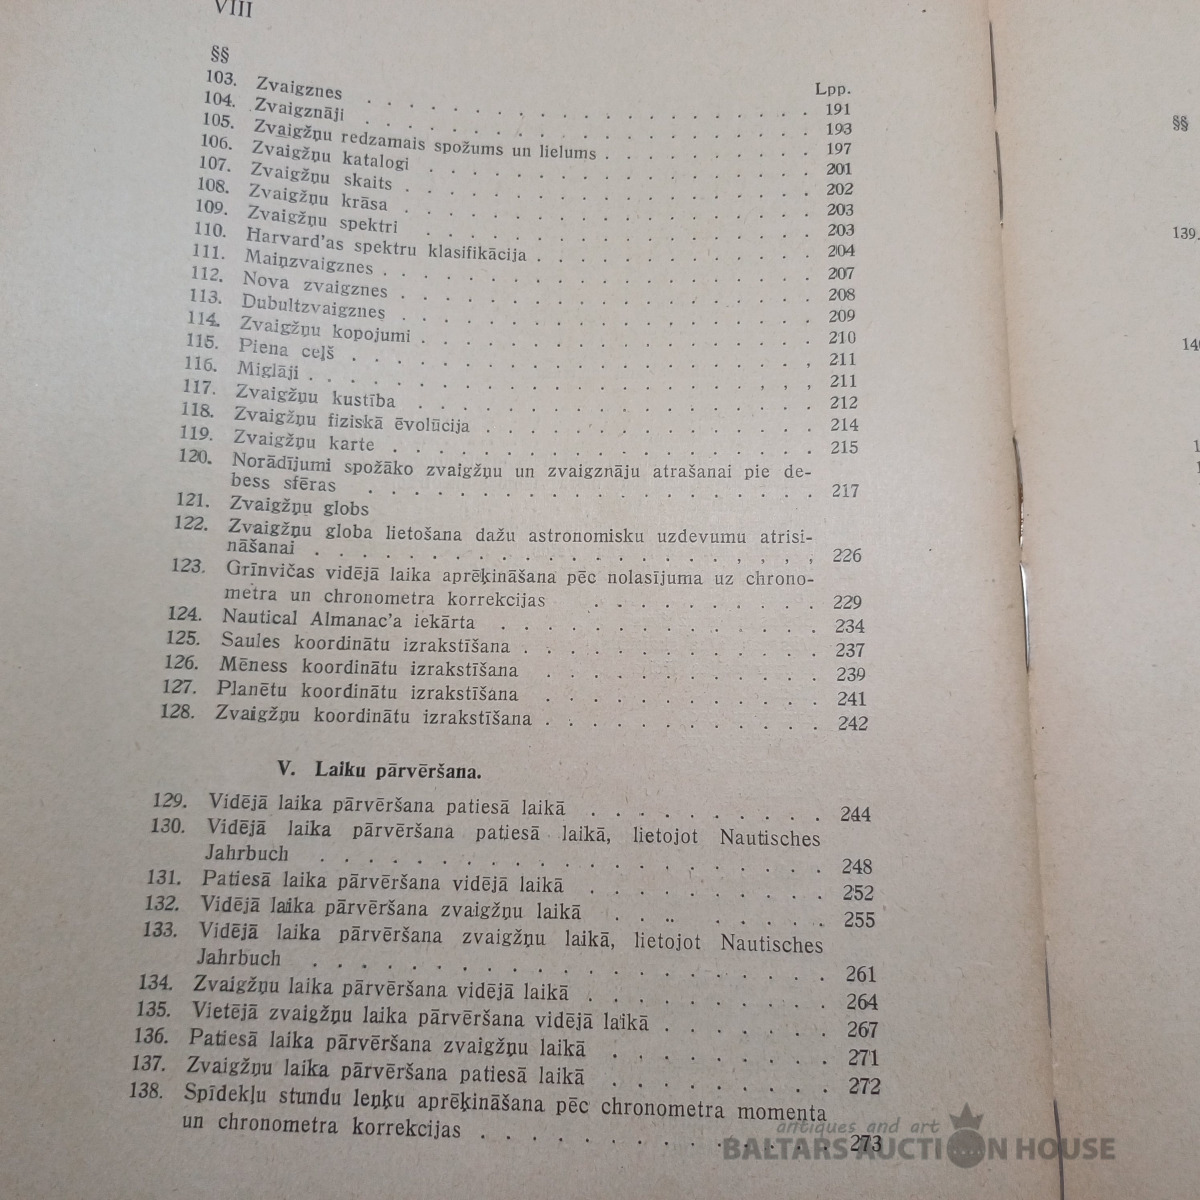 VIII
§§
Lpp.
103. Zvaigznes . . . . . . . . . . . . . . . . . . 191
104. Zvaigznāji . . . . . . . . . . . . . . . . . . 193
105. Zvaigžņu redzamais spožums un lielums . . . . . . . . . 197
106. Zvaigžņu katalogi . . . . . . . . . . . . . . . 201
107. Zvaigžņu skaits . . . . . . . . . . . . . . . . 202
108. Zvaigžņu krāsa . . . . . . . . . . . . . . . . 203
109. Zvaigžņu spektri . . . . . . . . . . . . . . . 203
110. Harvard'as spektru klasifikācija . . . . . . . . . . . 204
111. Maiņzvaigznes . . . . . . . . . . . . . . . . . 207
112. Nova zvaigznes . . . . . . . . . . . . . . . . 208
113. Dubultzvaigznes . . . . . . . . . . . . . . . . 209
114. Zvaigžņu kopojumi . . . . . . . . . . . . . . . 210
115. Piena ceļš . . . . . . . . . . . . . . . . . . 211
116. Miglāji . . . . . . . . . . . . . . . . . , , , 211
117. Zvaigžņu kustība . . . . . . . . . . . . . . . 212
118. Zvaigžņu fiziskā ēvolūcija . . . . . . . . . . . . . 214
119. Zvaigžņu karte . . . . . . . . . . . . . . . . 215
120. Norādījumi spožāko zvaigžņu un zvaigznāju atrašanai pie de-
bess sfēras . . . . . . . . . . . . . . . . . 217
121. Zvaigžņu globs
122. Zvaigžņu globa lietošana dažu astronomisku uzdevumu atrisi-
nāšanai . . . . . . . . . . . . . . . , , , , 226
123. Grīnvičas vidējā laika aprēķināšana pēc nolasījuma uz chrono-
metra un chronometra korrekcijas . . . . . . . . . 229
124. Nautical Almanac'a iekārta . . . . . . . . . . . . . 234
125. Saules koordinātu izrakstīšana . . . . . . . . . . . . 237
126. Mēness koordinātu izrakstīšana . . . . . . . . . . . 239
127. Planētu koordinātu izrakstīšana . . . . . . . . . . . 241
128. Zvaigžņu koordinātu izrakstīšana . . . . . . . . . . . 242
V. Laiku pārvēršana.
129. Vidējā laika pārvēršana patiesā laikā . . . . . . . . . 244
130. Vidējā laika pārvēršana patiesā laikā, lietojot Nautisches
Jahrbuch . . . . . . . . . . . . . . . . . . 248
131. Patiesā laika pārvēršana vidējā laikā . . . . . . . . . 252
132. Vidējā laika pārvēršana zvaigžņu laikā . . . . . . . . . 255
133. Vidējā laika pārvēršana zvaigžņu laikā, lietojot Nautisches
Jahrbuch . . . . . . . . . . . . . . . . . . 261
134. Zvaigžņu laika pārvēršana vidējā laikā . . . . . . . . . 264
135. Vietējā zvaigžņu laika pārvēršana vidējā laikā . . . . . . . 267
136. Patiesā laika pārvēršana zvaigžņu laikā . . . . . . . . . 271
137. Zvaigžņu laika pārvēršana patiesā laikā . . . . . . . . . 272
138. Spīdekļu stundu leņķu aprēķināšana pēc chronometra momenta
un chronometra korrekcijas . . . . . . . . . . . . . 273
§§
139.
antiques and art
BALTARS AUCTION HOUSE